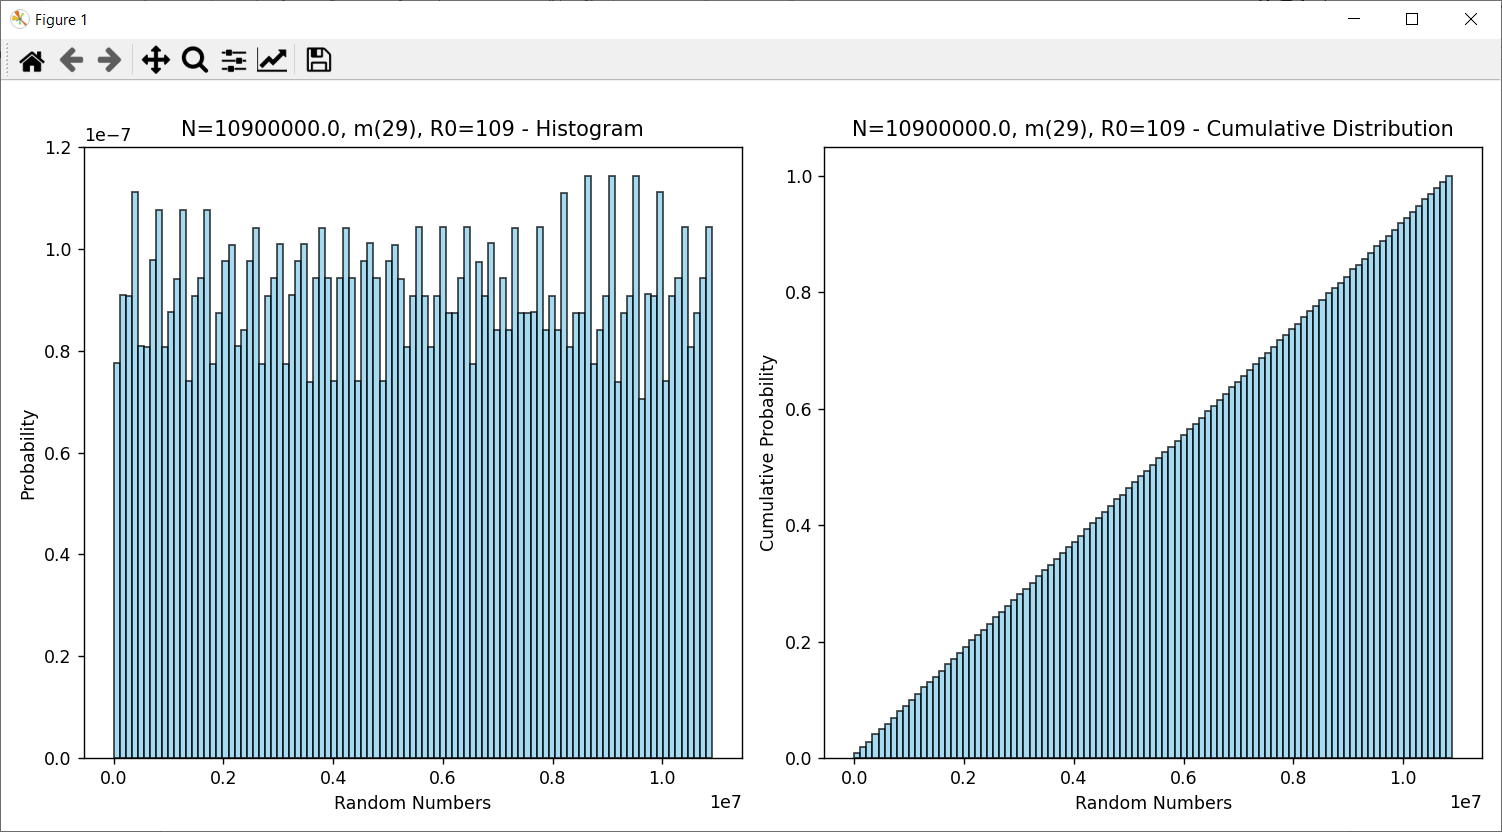 Figure 1
N=10900000.0, m(29), R0=109 - Histogram
1e−7
1.2
1.0
0.8
0.6
0.4
0.2
0.0
Probability
0.0 0.2 0.4 0.6 0.8 1.0
1e7
Random Numbers
N=10900000.0, m(29), R0=109 - Cumulative Distribution
1.0
0.8
0.6
0.4
0.2
0.0
Cumulative Probability
0.0 0.2 0.4 0.6 0.8 1.0
1e7
Random Numbers